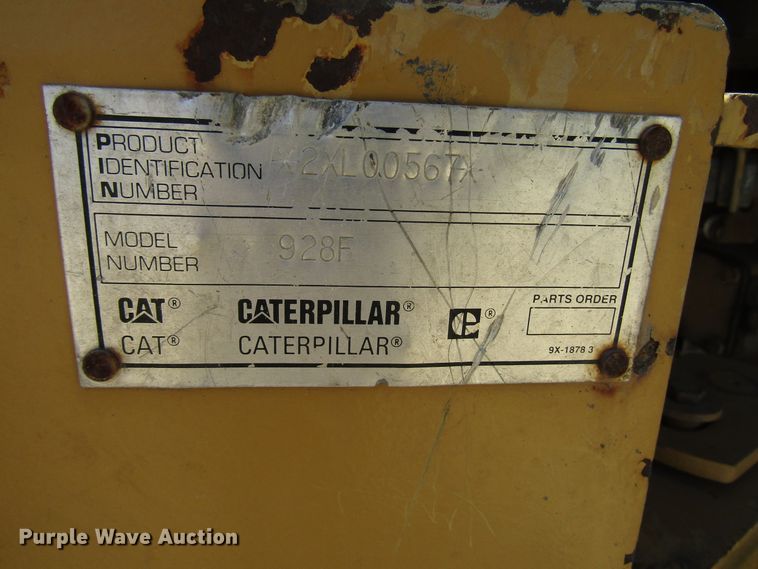 PRODUCT
IDENTIFICATION
NUMBER
*2XL00567*
MODEL
NUMBER
928F
CAT® CATERPILLAR® ®
CAT® CATERPILLAR®
PARTS ORDER
9X-1878 3
Purple Wave Auction